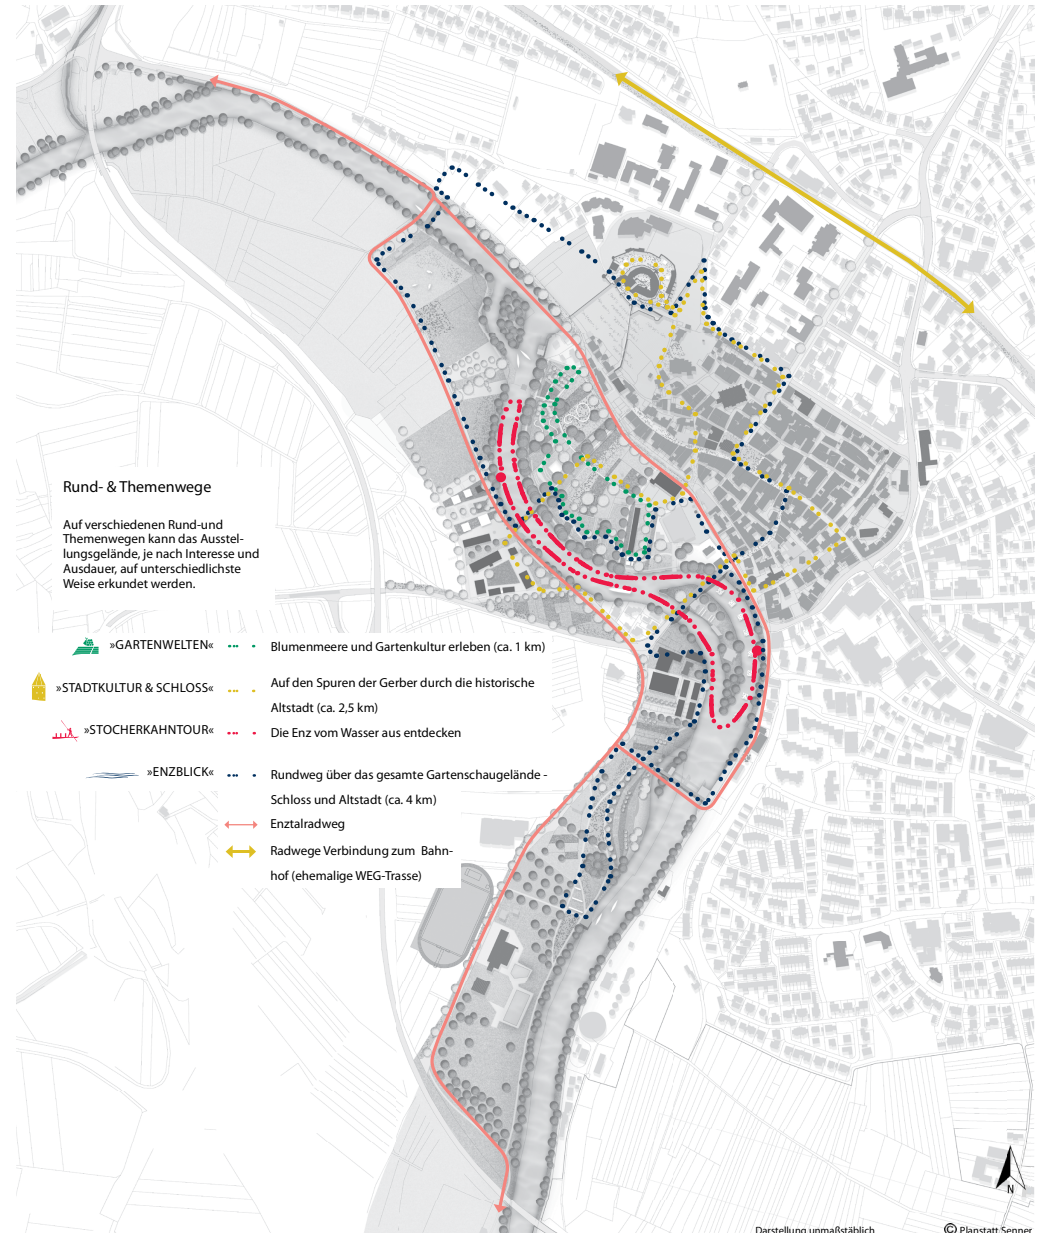 Rund- & Themenwege
Auf verschiedenen Rund-und
Themenwegen kann das Ausstel-
lungsgelände, je nach Interesse und
Ausdauer, auf unterschiedlichste
Weise erkundet werden.
»GARTENWELTEN« Blumenmeere und Gartenkultur erleben (ca. 1 km)
»STADTKULTUR & SCHLOSS« Auf den Spuren der Gerber durch die historische
Altstadt (ca. 2,5 km)
»STOCHERKAHNTOUR« Die Enz vom Wasser aus entdecken
»ENZBLICK« Rundweg über das gesamte Gartenschaugelände -
Schloss und Altstadt (ca. 4 km)
Enztalradweg
Radwege Verbindung zum Bahn-
hof (ehemalige WEG-Trasse)
N
Darstellung unmaßstäblich © Planstatt Senner